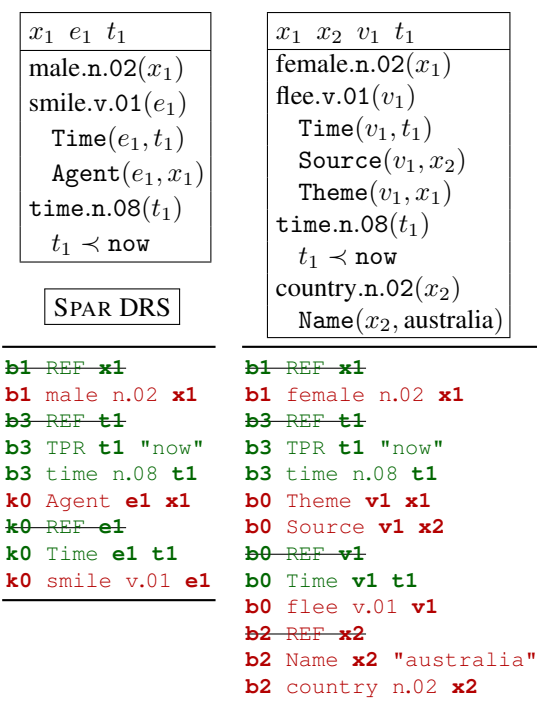 x₁ e₁ t₁
male.n.02(x₁)
smile.v.01(e₁)
Time(e₁, t₁)
Agent(e₁, x₁)
time.n.08(t₁)
t₁ ≺ now
SPAR DRS
b1 REF x1
b1 male n.02 x1
b3 REF t1
b3 TPR t1 "now"
b3 time n.08 t1
k0 Agent e1 x1
k0 REF e1
k0 Time e1 t1
k0 smile v.01 e1
x₁ x₂ v₁ t₁
female.n.02(x₁)
flee.v.01(v₁)
Time(v₁, t₁)
Source(v₁, x₂)
Theme(v₁, x₁)
time.n.08(t₁)
t₁ ≺ now
country.n.02(x₂)
Name(x₂, australia)
b1 REF x1
b1 female n.02 x1
b3 REF t1
b3 TPR t1 "now"
b3 time n.08 t1
b0 Theme v1 x1
b0 Source v1 x2
b0 REF v1
b0 Time v1 t1
b0 flee v.01 v1
b2 REF x2
b2 Name x2 "australia"
b2 country n.02 x2